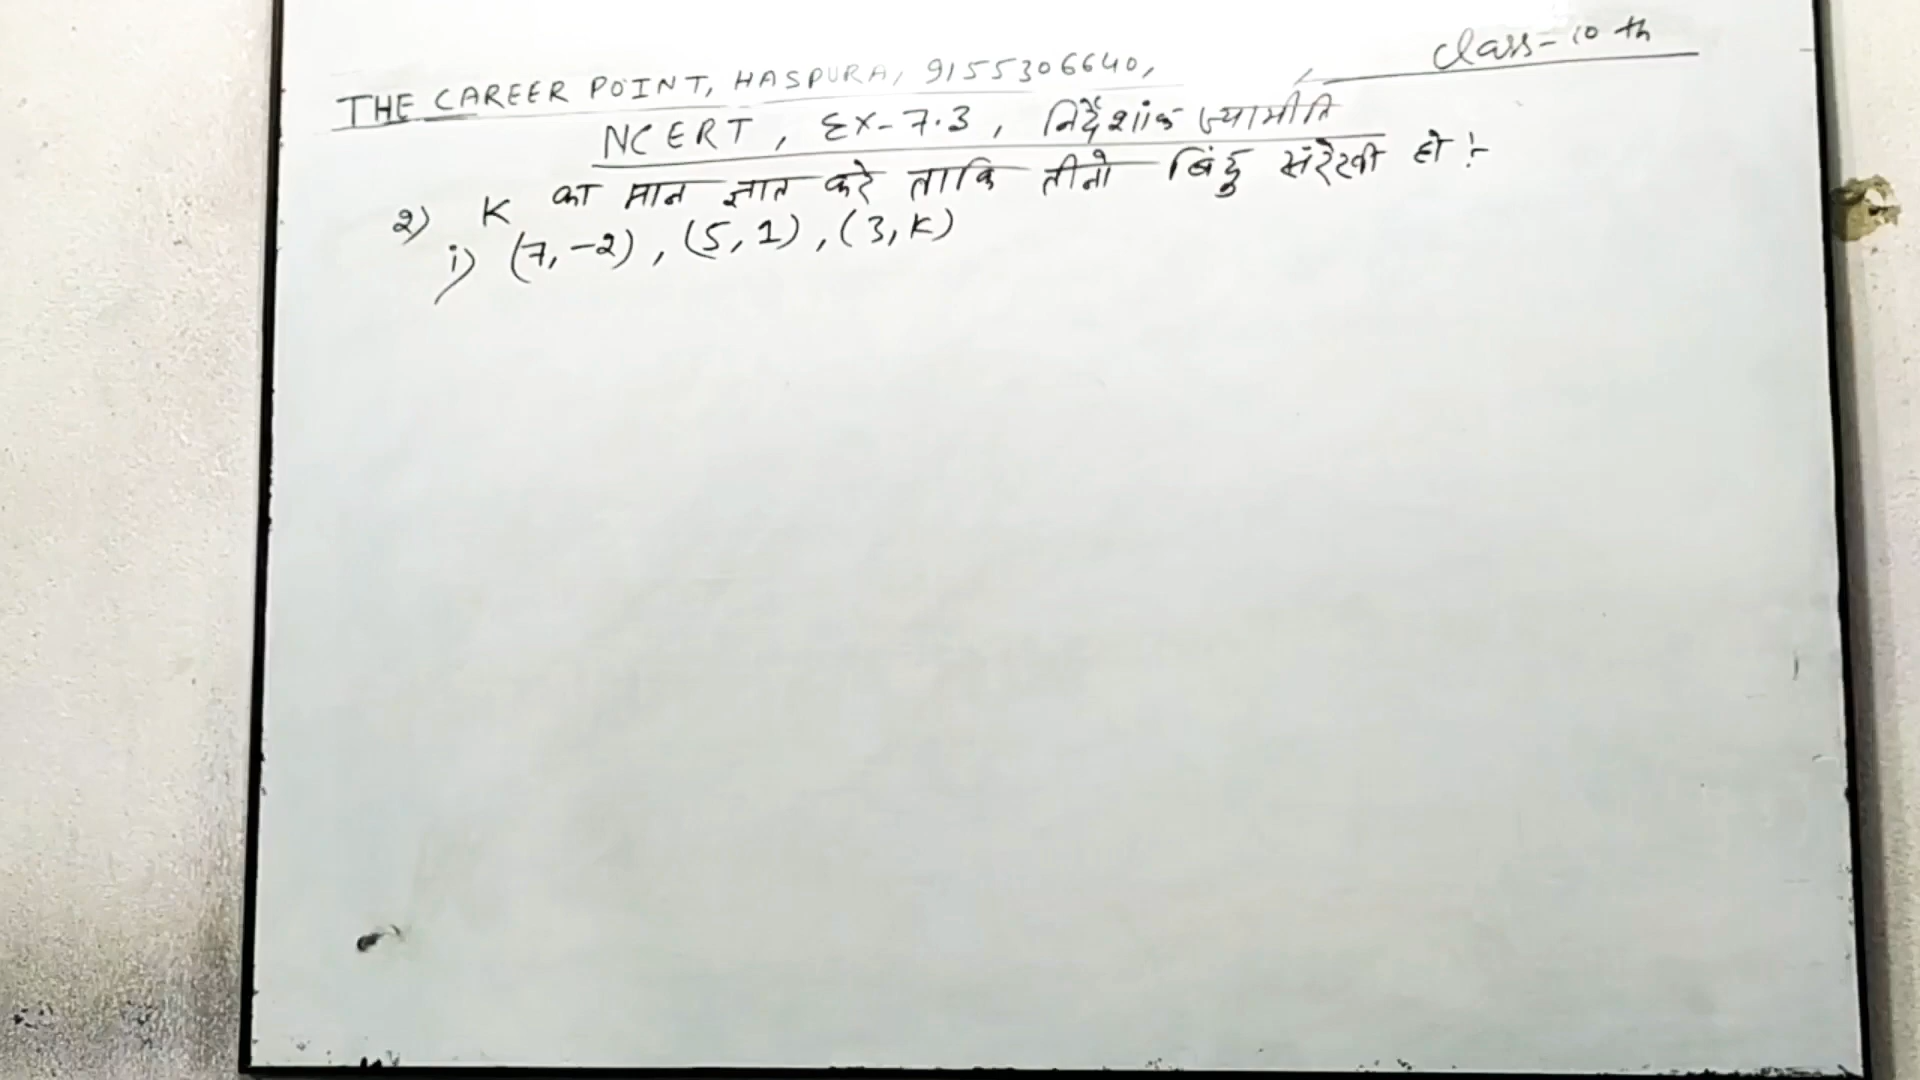 Class - 10 th
THE CAREER POINT, HASPURA, 9155306640,
NCERT, EX-7.3, निर्देशांक ज्यामीति
2) K का मान ज्ञात करे ताकि तीनो बिंदु संरेखी हो :-
i) (7, -2), (5, 1), (3, K)